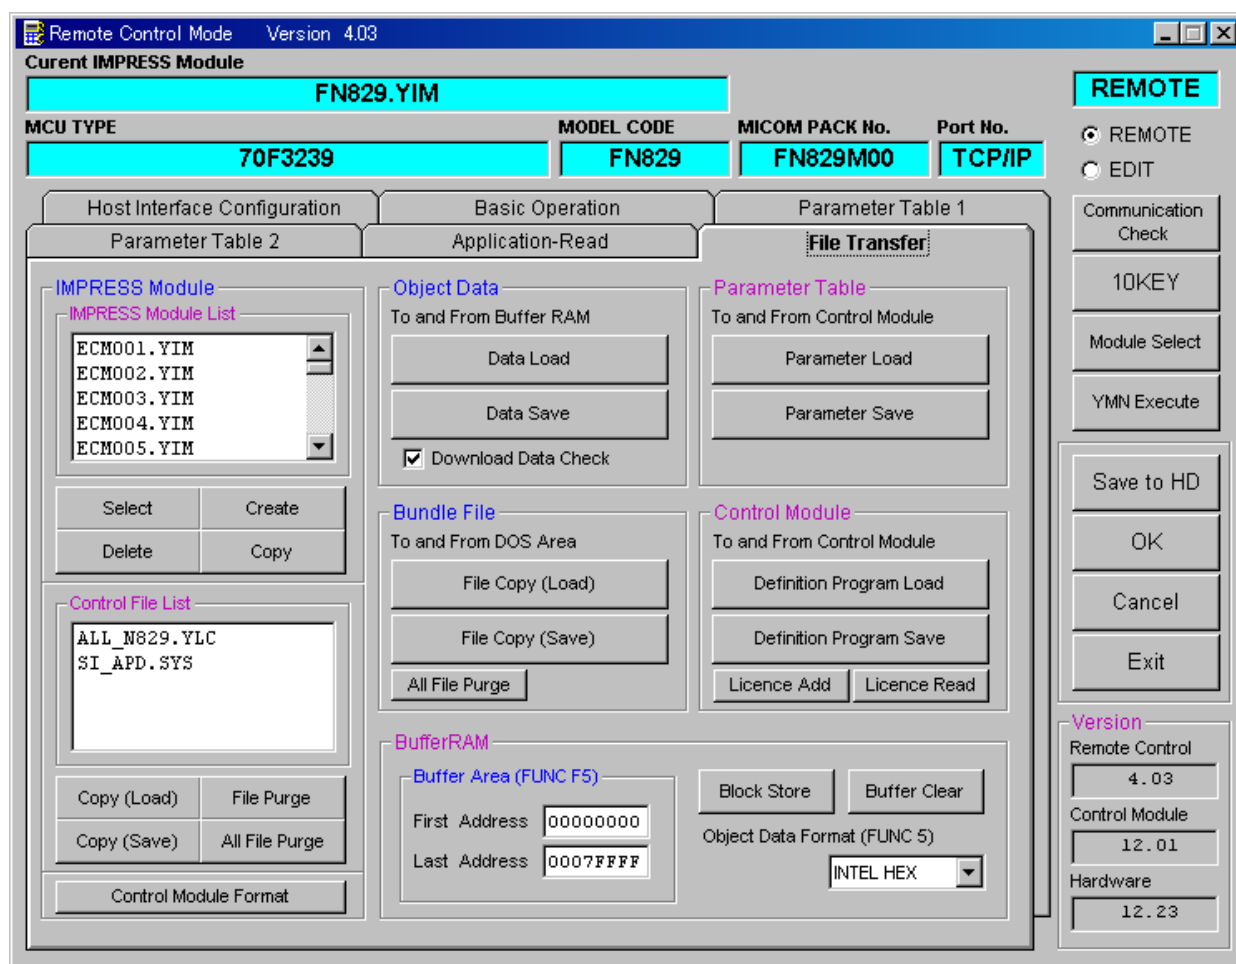 Remote Control Mode Version 4.03
Curent IMPRESS Module
FN829.YIM
REMOTE
MCU TYPE
MODEL CODE
MICOM PACK No.
Port No.
70F3239
FN829
FN829M00
TCP/IP
REMOTE
EDIT
Host Interface Configuration
Basic Operation
Parameter Table 1
Parameter Table 2
Application-Read
File Transfer
IMPRESS Module
IMPRESS Module List
ECM001.YIM
ECM002.YIM
ECM003.YIM
ECM004.YIM
ECM005.YIM
Select
Create
Delete
Copy
Control File List
ALL_N829.YLC
SI_APD.SYS
Copy (Load)
File Purge
Copy (Save)
All File Purge
Control Module Format
Object Data
To and From Buffer RAM
Data Load
Data Save
Download Data Check
Parameter Table
To and From Control Module
Parameter Load
Parameter Save
Bundle File
To and From DOS Area
File Copy (Load)
File Copy (Save)
All File Purge
Control Module
To and From Control Module
Definition Program Load
Definition Program Save
Licence Add
Licence Read
BufferRAM
Buffer Area (FUNC F5)
First Address 00000000
Last Address 0007FFFF
Block Store
Buffer Clear
Object Data Format (FUNC 5)
INTEL HEX
Communication
Check
10KEY
Module Select
YMN Execute
Save to HD
OK
Cancel
Exit
Version
Remote Control
4.03
Control Module
12.01
Hardware
12.23